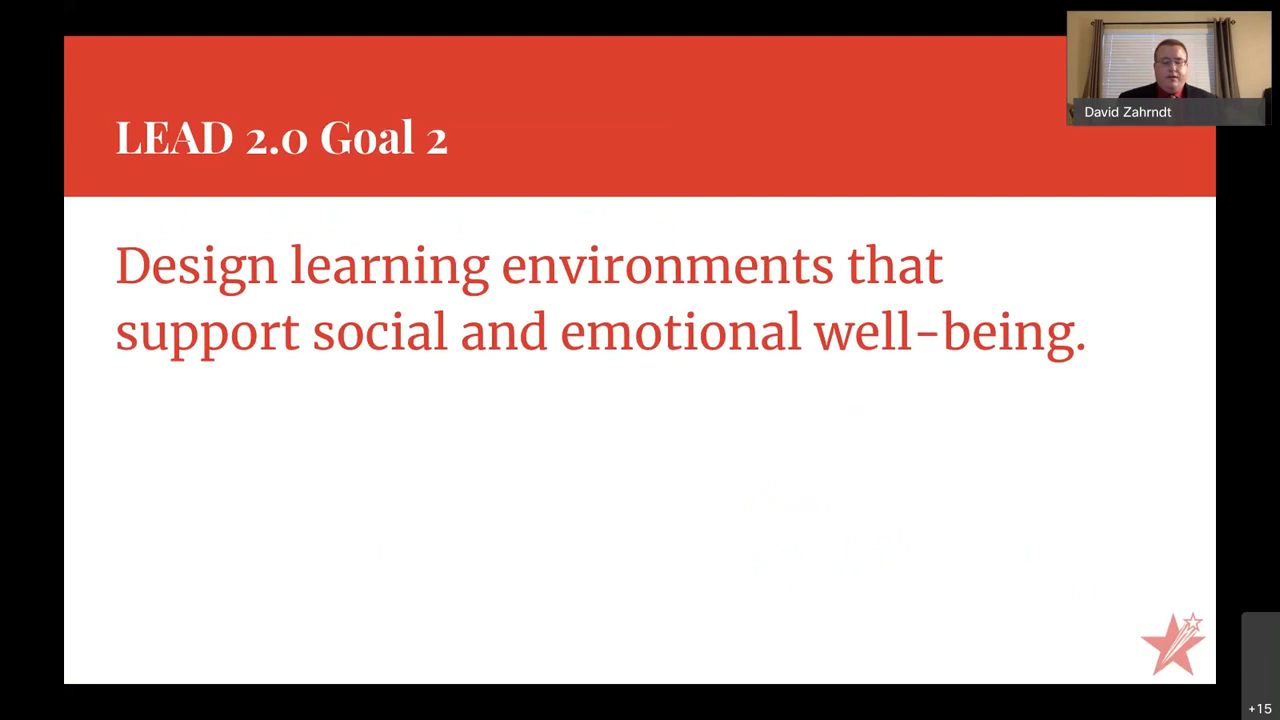 David Zahrndt
LEAD 2.0 Goal 2
Design learning environments that
support social and emotional well-being.
+15